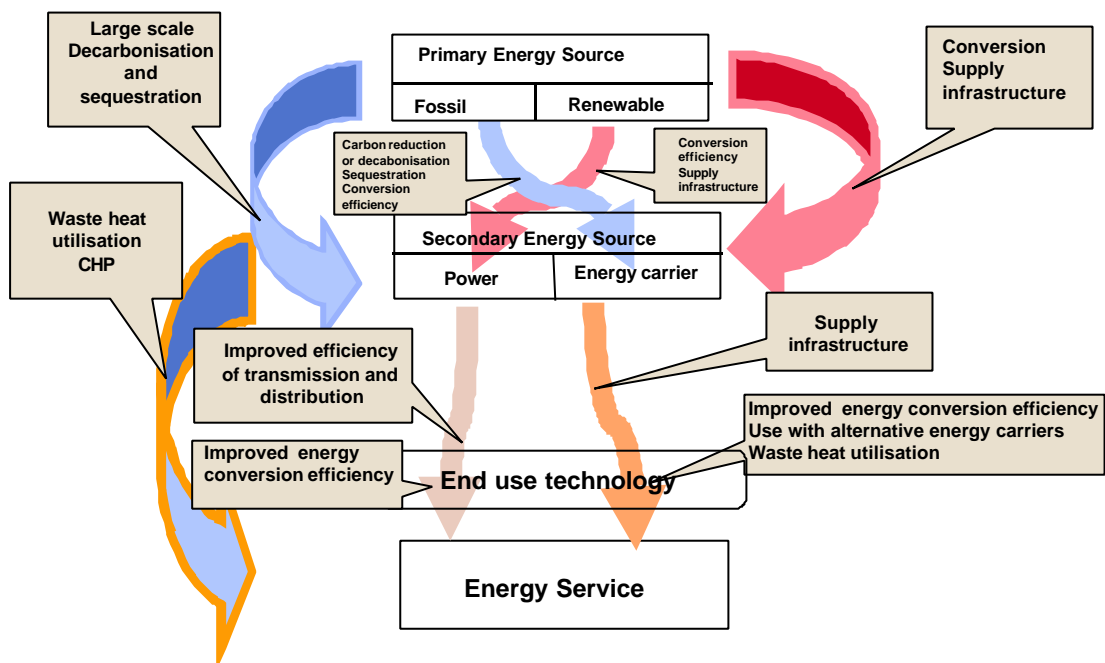 Large scale
Decarbonisation
and
sequestration
Primary Energy Source
Fossil
Renewable
Conversion
Supply
infrastructure
Carbon reduction
or decabonisation
Sequestration
Conversion
efficiency
Conversion
efficiency
Supply
infrastructure
Waste heat
utilisation
CHP
Secondary Energy Source
Power
Energy carrier
Supply
infrastructure
Improved efficiency
of transmission and
distribution
Improved energy conversion efficiency
Use with alternative energy carriers
Waste heat utilisation
Improved energy
conversion efficiency
End use technology
Energy Service